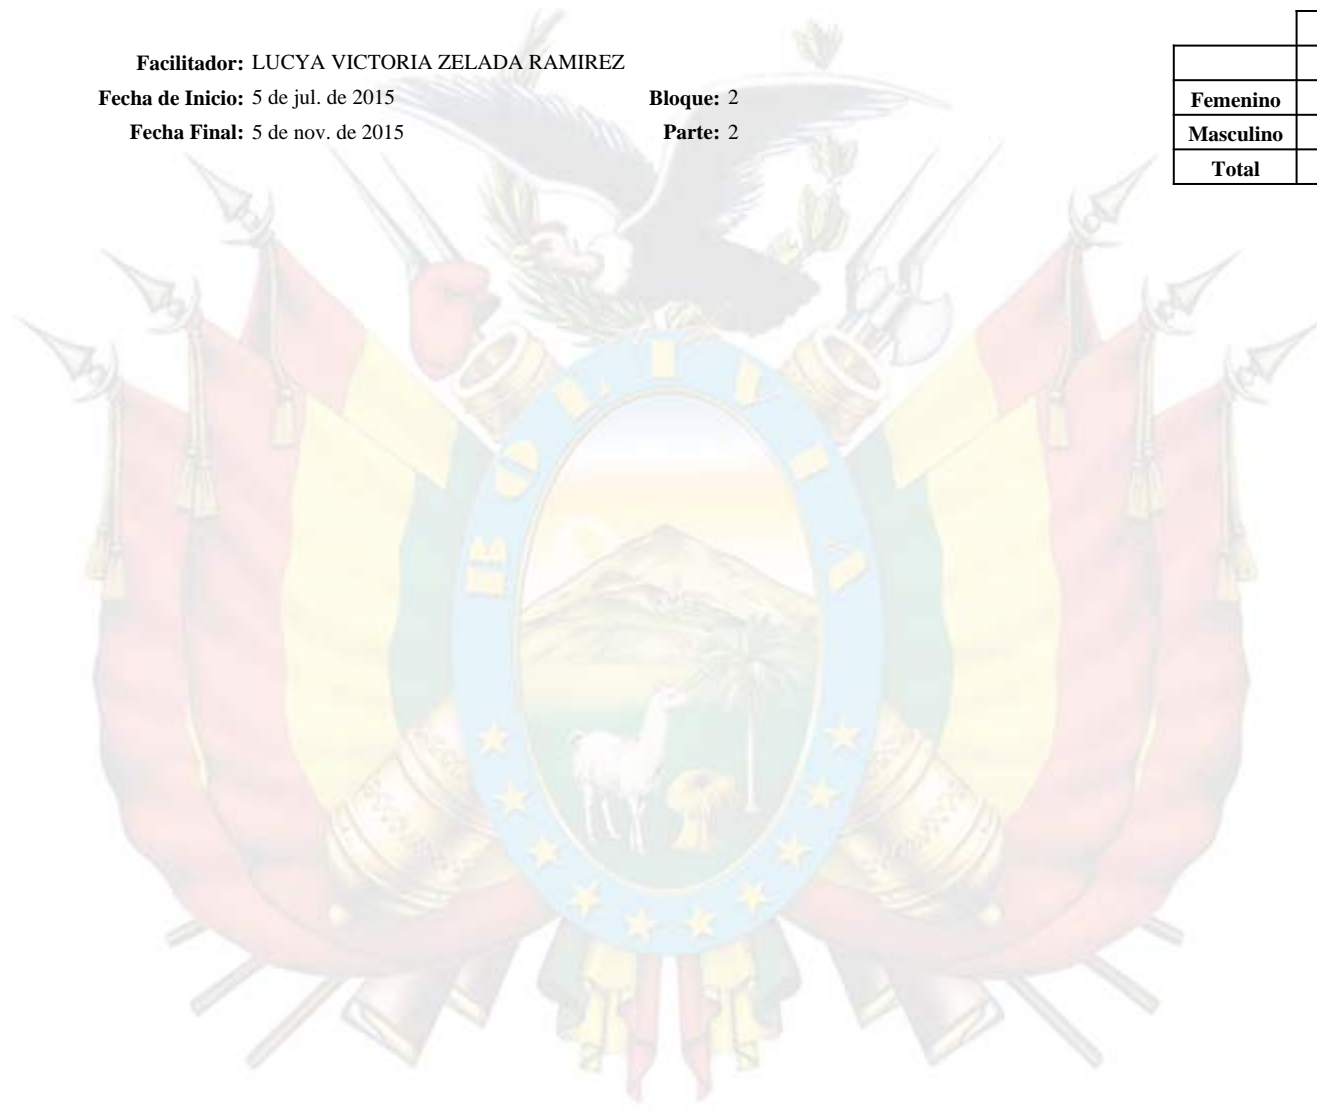 Facilitador: LUCYA VICTORIA ZELADA RAMIREZ
Fecha de Inicio: 5 de jul. de 2015 Bloque: 2
Fecha Final: 5 de nov. de 2015 Parte: 2
Femenino
Masculino
Total
BOLIVIA